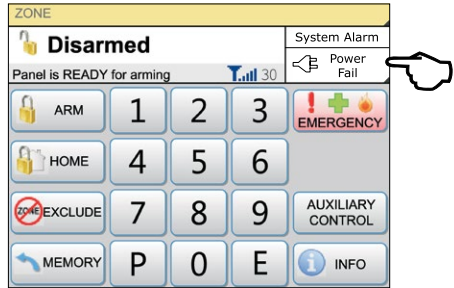 ZONE
Disarmed
System Alarm
Power
Fail
Panel is READY for arming
30
ARM
1
2
3
EMERGENCY
HOME
4
5
6
ZONE
EXCLUDE
7
8
9
AUXILIARY
CONTROL
MEMORY
P
0
E
INFO